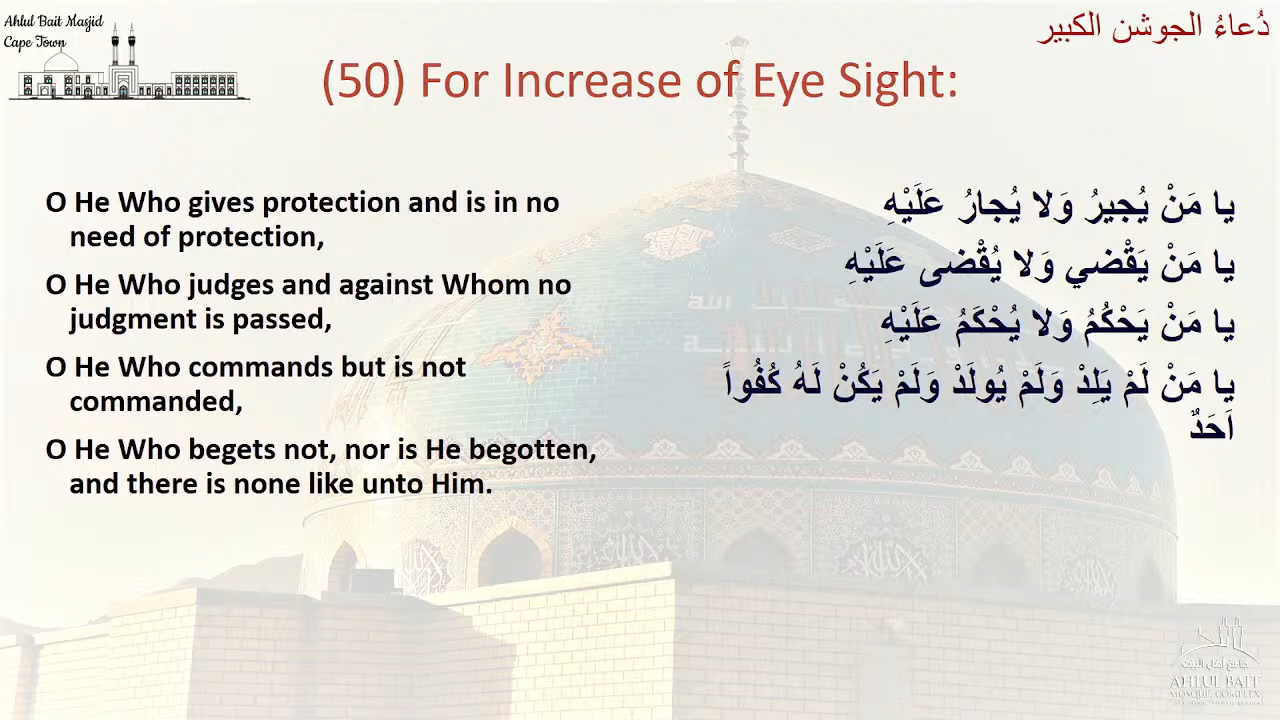 Ahlul Bait Masjid
Cape Town
دُعاءُ الجوشن الكبير
(50) For Increase of Eye Sight:
O He Who gives protection and is in no
need of protection,
O He Who judges and against Whom no
judgment is passed,
O He Who commands but is not
commanded,
O He Who begets not, nor is He begotten,
and there is none like unto Him.
يا مَنْ يُجيرُ وَلا يُجارُ عَلَيْهِ
يا مَنْ يَقْضي وَلا يُقْضى عَلَيْهِ
يا مَنْ يَحْكُمُ وَلا يُحْكَمُ عَلَيْهِ
يا مَنْ لَمْ يَلِدْ وَلَمْ يُولَدْ وَلَمْ يَكُنْ لَهُ كُفُواً
اَحَدٌ
AHLUL BAIT
MOSQUE COMPLEX